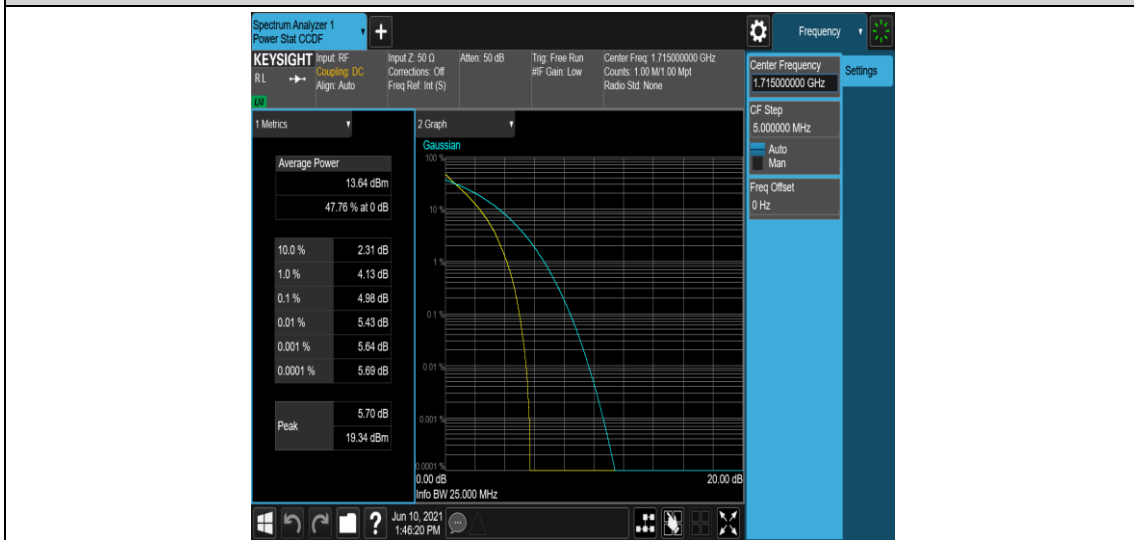 Spectrum Analyzer 1
Power Stat CCDF
+
Frequency
KEYSIGHT
RL
LXI
Input: RF
Coupling: DC
Align: Auto
Input Z: 50 Ω
Corrections: Off
Freq Ref: Int (S)
Atten: 50 dB
Trig: Free Run
#IF Gain: Low
Center Freq: 1.715000000 GHz
Counts: 1.00 M/1.00 Mpt
Radio Std: None
Center Frequency
1.715000000 GHz
Settings
CF Step
5.000000 MHz
Auto
Man
Freq Offset
0 Hz
1 Metrics
Average Power
13.64 dBm
47.76 % at 0 dB
10.0 % 2.31 dB
1.0 % 4.13 dB
0.1 % 4.98 dB
0.01 % 5.43 dB
0.001 % 5.64 dB
0.0001 % 5.69 dB
Peak 5.70 dB
19.34 dBm
2 Graph
Gaussian
100 %
10 %
1 %
0.1 %
0.01 %
0.001 %
0.0001 %
0.00 dB 20.00 dB
Info BW 25.000 MHz
?
Jun 10, 2021
1:46:20 PM